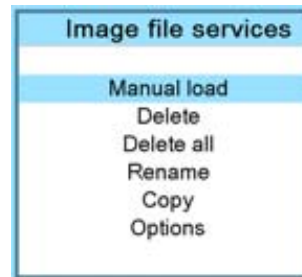 Image file services
Manual load
Delete
Delete all
Rename
Copy
Options